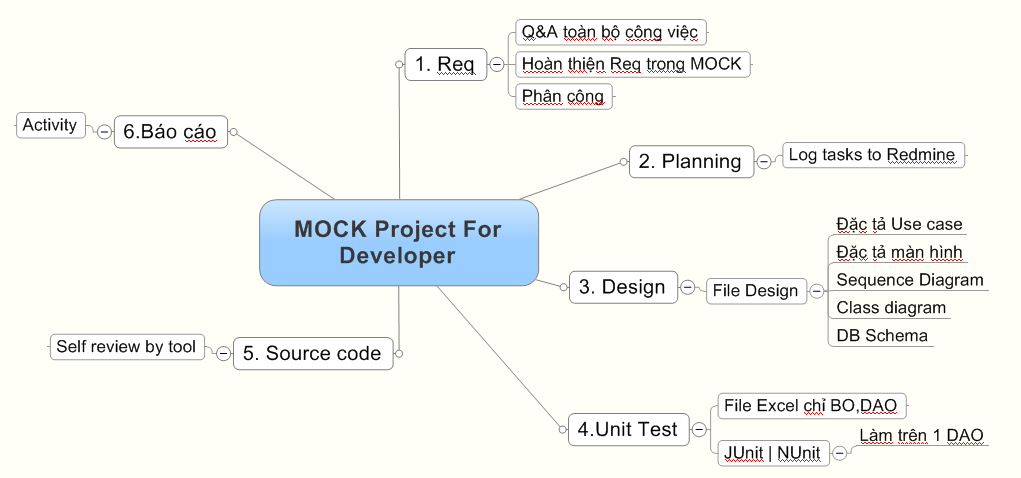 MOCK Project For
Developer
1. Req
Q&A toàn bộ công việc
Hoàn thiện Req trong MOCK
Phân công
2. Planning
Log tasks to Redmine
3. Design
File Design
Đặc tả Use case
Đặc tả màn hình
Sequence Diagram
Class diagram
DB Schema
4.Unit Test
File Excel chỉ BO,DAO
JUnit | NUnit
Làm trên 1 DAO
5. Source code
Self review by tool
6.Báo cáo
Activity